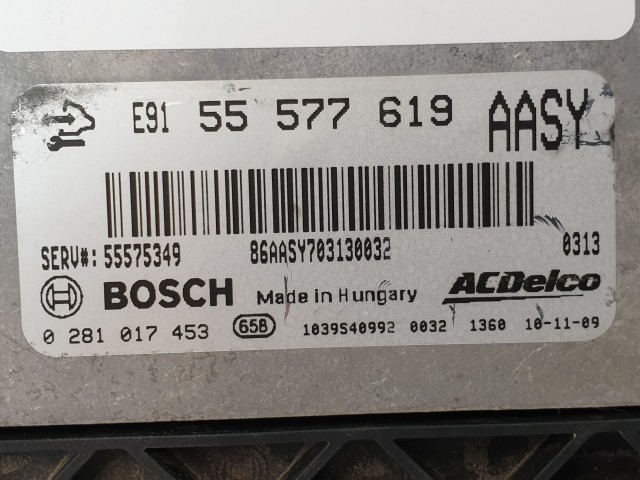 E91 55 577 619 AASY
SERV#: 55575349 86AASY703130032 0313
BOSCH Made in Hungary ACDelco
0 281 017 453 65B 1039S40992 0032 1360 10-11-09